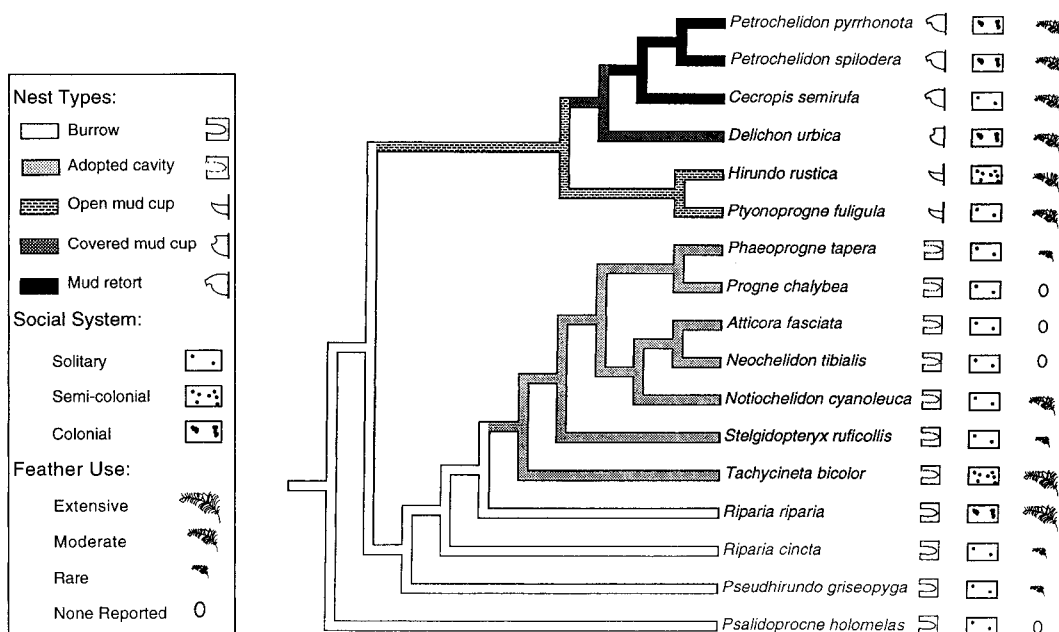 Nest Types:
Burrow
Adopted cavity
Open mud cup
Covered mud cup
Mud retort
Social System:
Solitary
Semi-colonial
Colonial
Feather Use:
Extensive
Moderate
Rare
None Reported
Petrochelidon pyrrhonota
Petrochelidon spilodera
Cecropis semirufa
Delichon urbica
Hirundo rustica
Ptyonoprogne fuligula
Phaeoprogne tapera
Progne chalybea
Atticora fasciata
Neochelidon tibialis
Notiochelidon cyanoleuca
Stelgidopteryx ruficollis
Tachycineta bicolor
Riparia riparia
Riparia cincta
Pseudhirundo griseopyga
Psalidoprocne holomelas